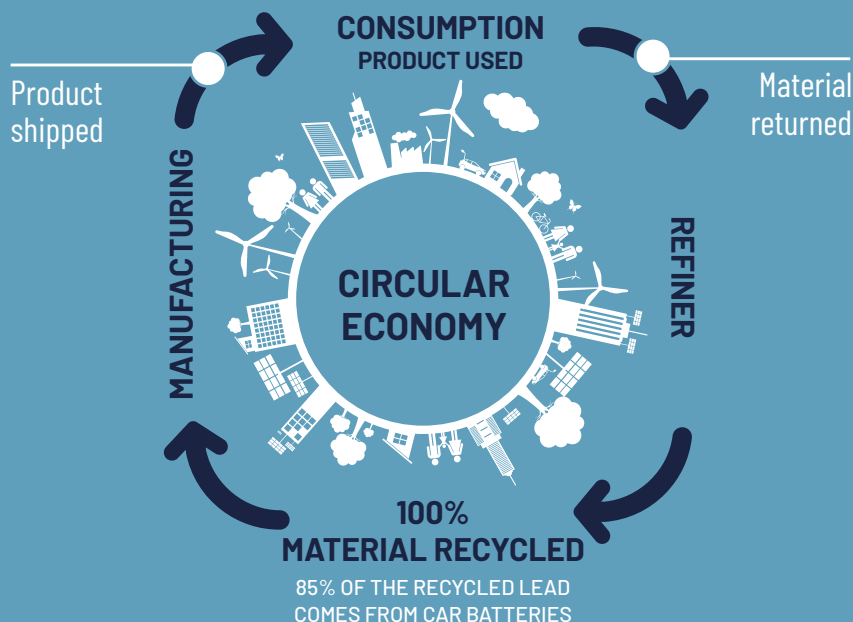 CONSUMPTION
PRODUCT USED
Product
shipped
Material
returned
MANUFACTURING
REFINER
CIRCULAR
ECONOMY
100%
MATERIAL RECYCLED
85% OF THE RECYCLED LEAD
COMES FROM CAR BATTERIES